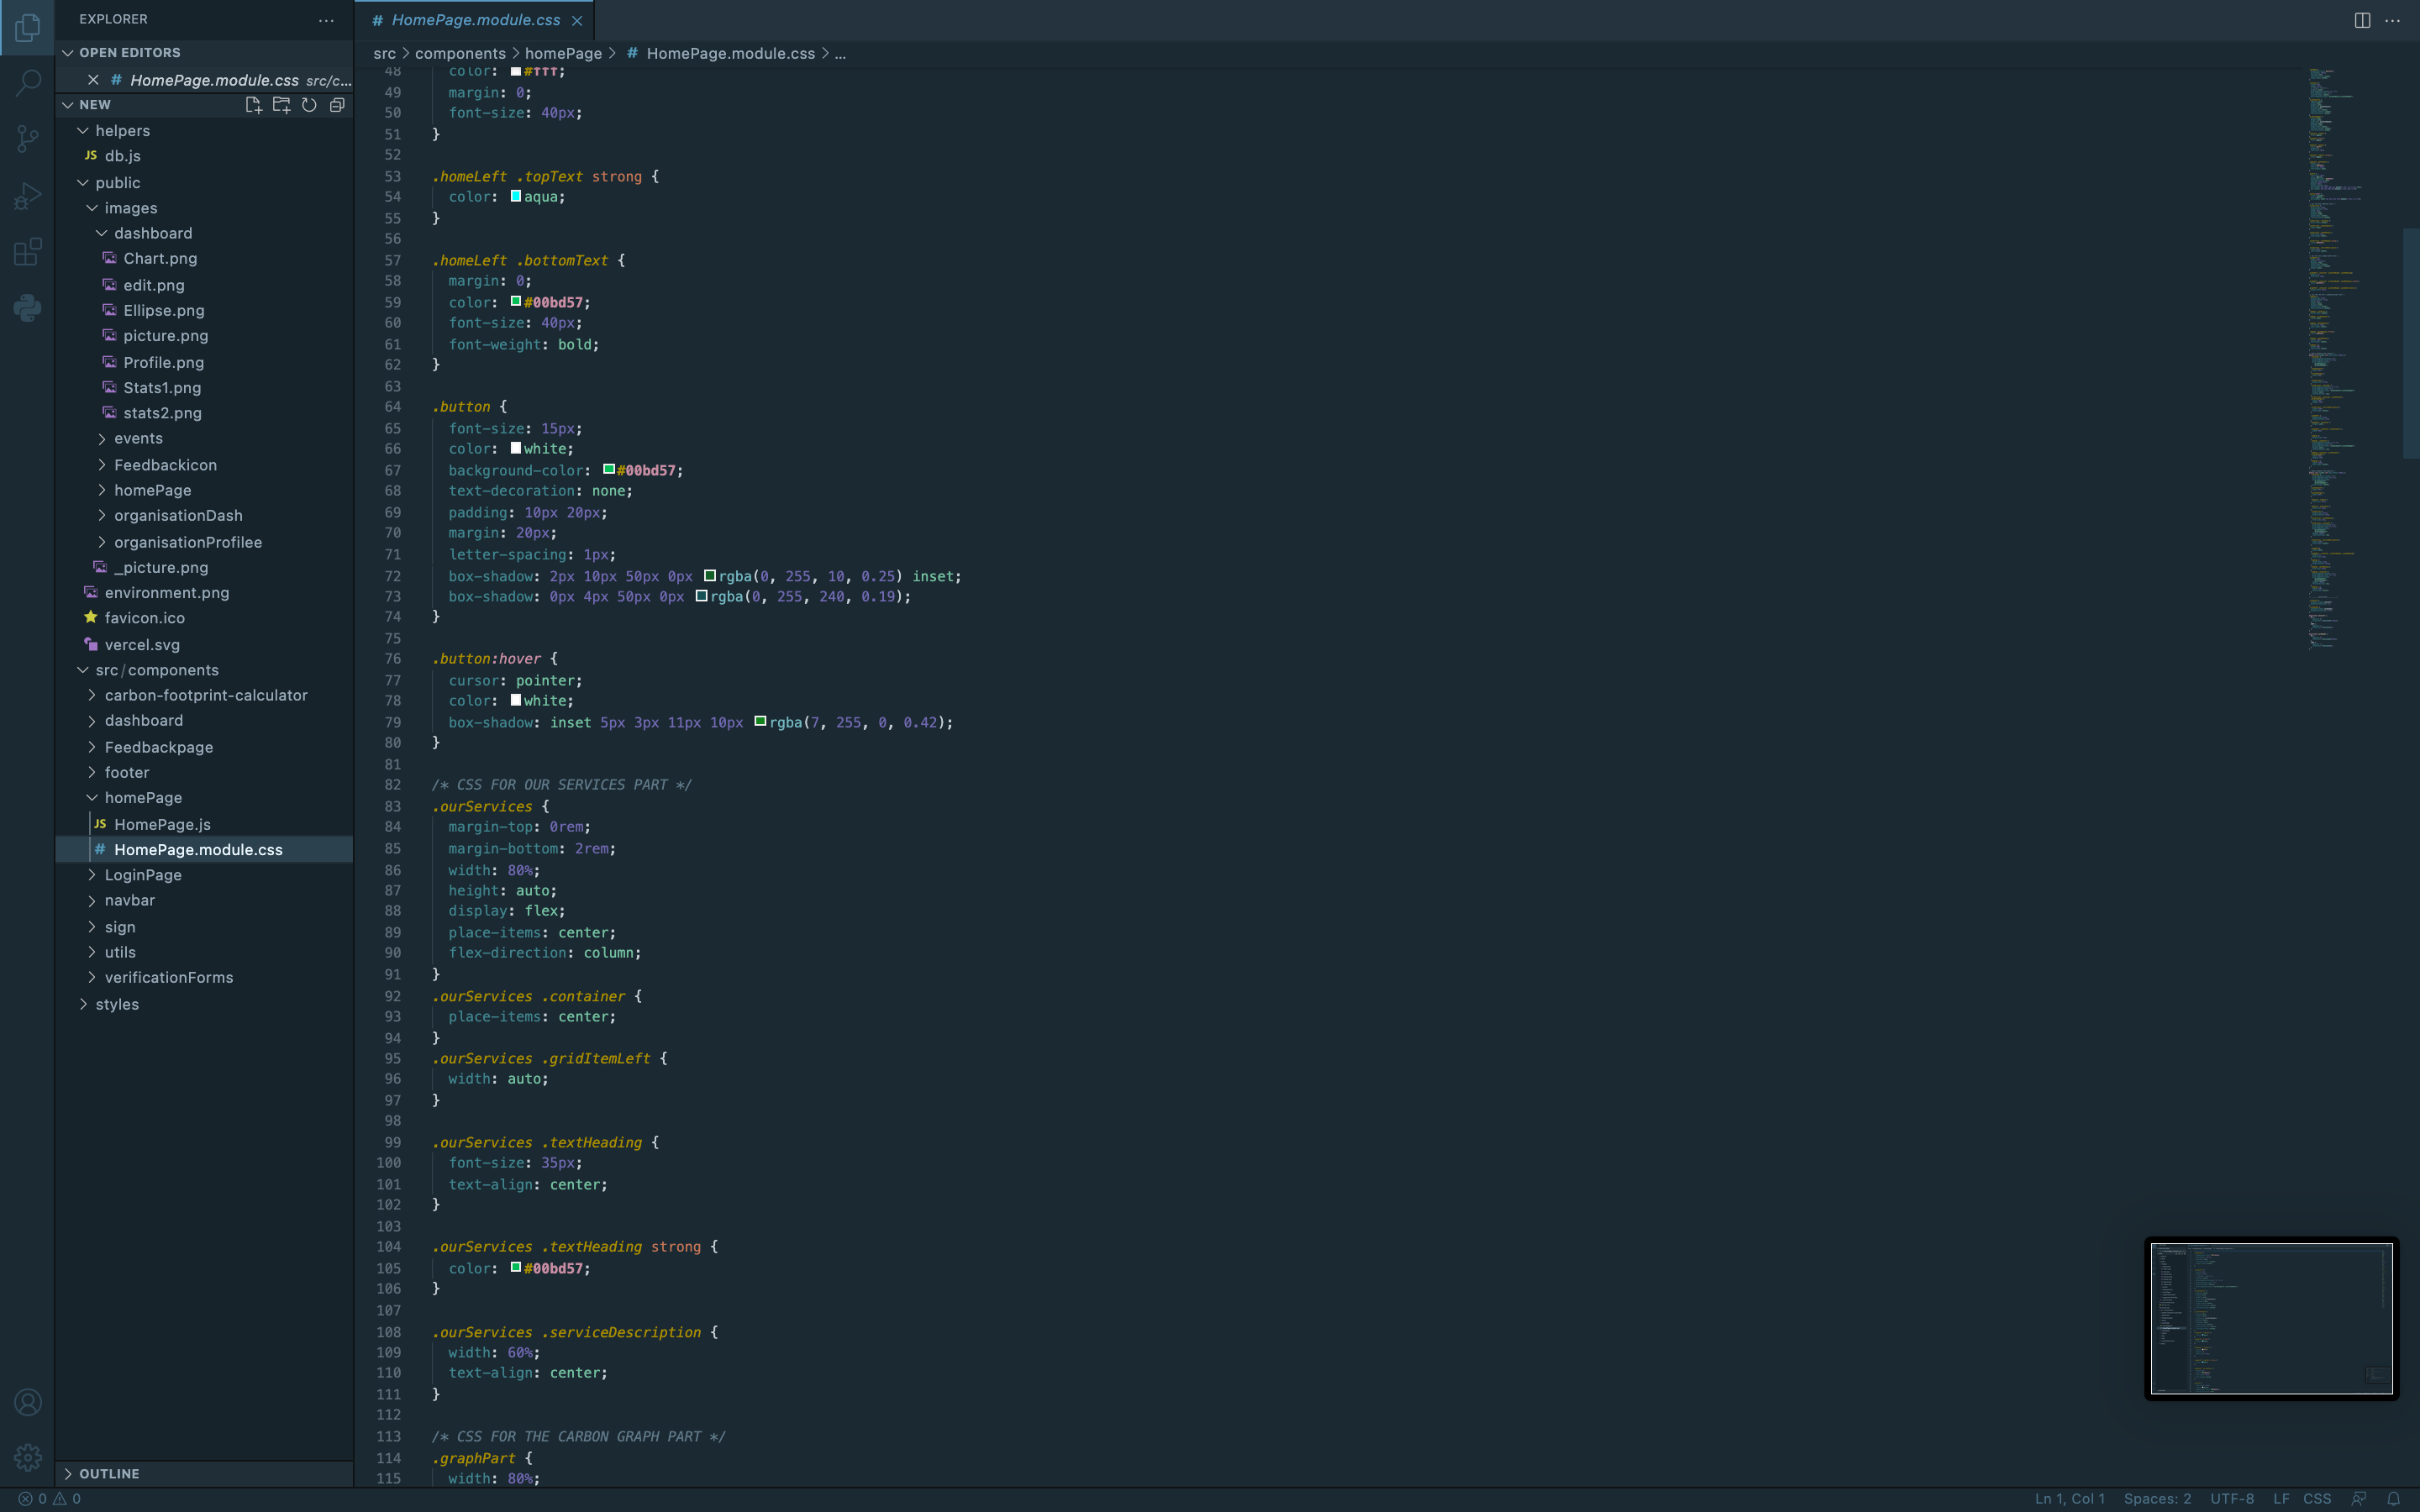 EXPLORER
OPEN EDITORS
# HomePage.module.css src/c...
NEW
helpers
JS db.js
public
images
dashboard
Chart.png
edit.png
Ellipse.png
picture.png
Profile.png
Stats1.png
stats2.png
events
Feedbackicon
homePage
organisationDash
organisationProfilee
_picture.png
environment.png
favicon.ico
vercel.svg
src/components
carbon-footprint-calculator
dashboard
Feedbackpage
footer
homePage
JS HomePage.js
# HomePage.module.css
LoginPage
navbar
sign
utils
verificationForms
styles
OUTLINE
# HomePage.module.css
src > components > homePage > # HomePage.module.css > ...
48 color: #fff;
49 margin: 0;
50 font-size: 40px;
51 }
52
53 .homeLeft .topText strong {
54 color: aqua;
55 }
56
57 .homeLeft .bottomText {
58 margin: 0;
59 color: #00bd57;
60 font-size: 40px;
61 font-weight: bold;
62 }
63
64 .button {
65 font-size: 15px;
66 color: white;
67 background-color: #00bd57;
68 text-decoration: none;
69 padding: 10px 20px;
70 margin: 20px;
71 letter-spacing: 1px;
72 box-shadow: 2px 10px 50px 0px rgba(0, 255, 10, 0.25) inset;
73 box-shadow: 0px 4px 50px 0px rgba(0, 255, 240, 0.19);
74 }
75
76 .button:hover {
77 cursor: pointer;
78 color: white;
79 box-shadow: inset 5px 3px 11px 10px rgba(7, 255, 0, 0.42);
80 }
81
82 /* CSS FOR OUR SERVICES PART */
83 .ourServices {
84 margin-top: 0rem;
85 margin-bottom: 2rem;
86 width: 80%;
87 height: auto;
88 display: flex;
89 place-items: center;
90 flex-direction: column;
91 }
92 .ourServices .container {
93 place-items: center;
94 }
95 .ourServices .gridItemLeft {
96 width: auto;
97 }
98
99 .ourServices .textHeading {
100 font-size: 35px;
101 text-align: center;
102 }
103
104 .ourServices .textHeading strong {
105 color: #00bd57;
106 }
107
108 .ourServices .serviceDescription {
109 width: 60%;
110 text-align: center;
111 }
112
113 /* CSS FOR THE CARBON GRAPH PART */
114 .graphPart {
115 width: 80%;
0 0
Ln 1, Col 1 Spaces: 2 UTF-8 LF CSS